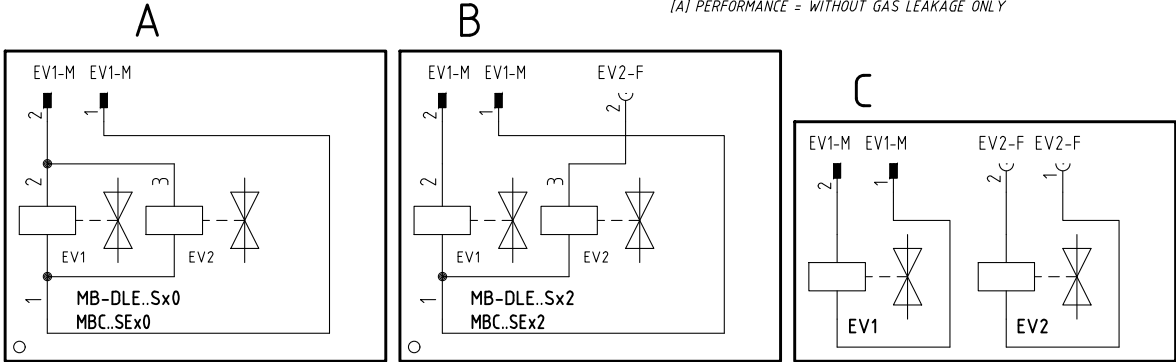 [A] PERFORMANCE = WITHOUT GAS LEAKAGE ONLY
A
EV1-M EV1-M
2 1
2 3
EV1 EV2
1
MB-DLE..Sx0
MBC..SEx0
B
EV1-M EV1-M EV2-F
2 1 2
2 3
EV1 EV2
1
MB-DLE..Sx2
MBC..SEx2
C
EV1-M EV1-M EV2-F EV2-F
2 1 2 1
EV1 EV2